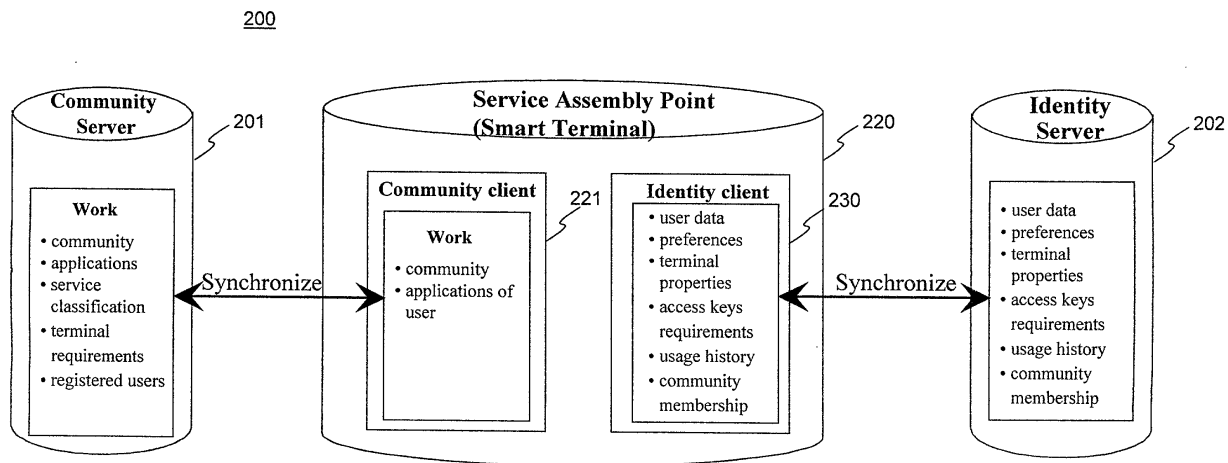 200
Community
Server
201
Work
• community
• applications
• service
classification
• terminal
requirements
• registered users
Synchronize
Service Assembly Point
(Smart Terminal)
220
Community client
221
Work
• community
• applications of
user
Identity client
230
• user data
• preferences
• terminal
properties
• access keys
requirements
• usage history
• community
membership
Synchronize
Identity
Server
202
• user data
• preferences
• terminal
properties
• access keys
requirements
• usage history
• community
membership